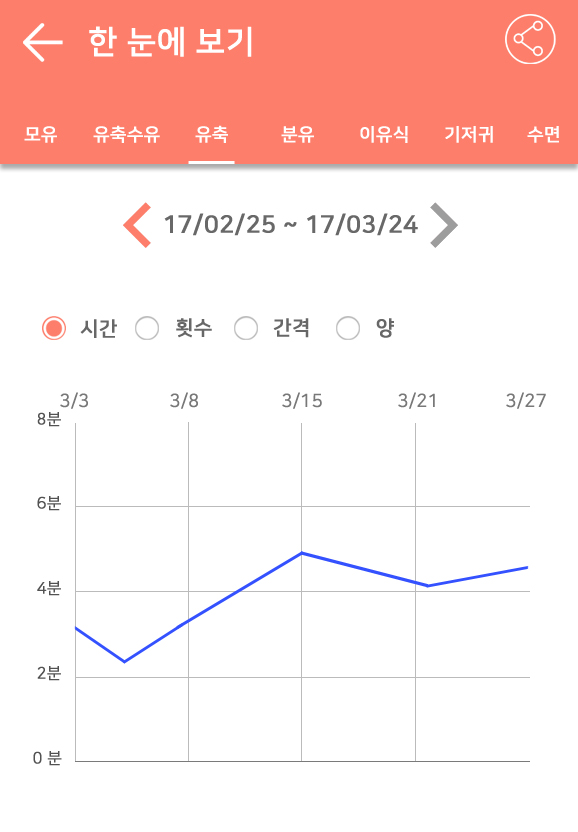 한 눈에 보기
모유 유축수유 유축 분유 이유식 기저귀 수면
17/02/25 ~ 17/03/24
시간 횟수 간격 양
3/3 3/8 3/15 3/21 3/27
8분
6분
4분
2분
0 분